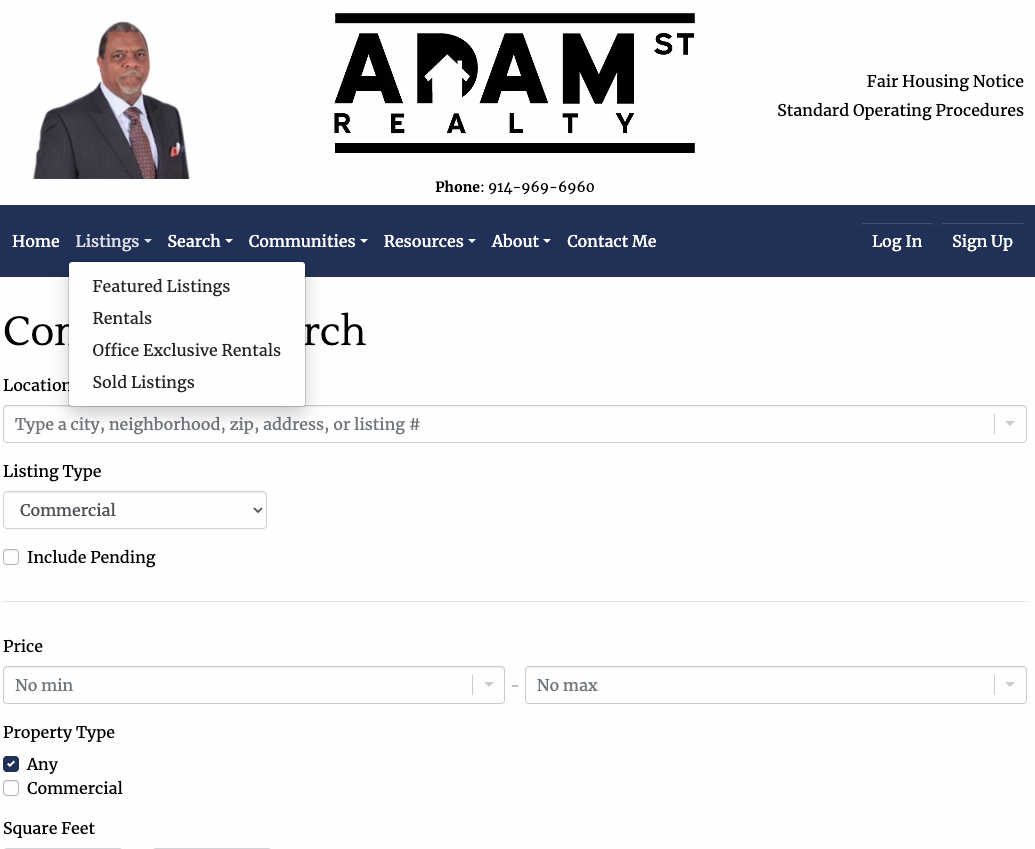 ADAM ST
REALTY
Fair Housing Notice
Standard Operating Procedures
Phone: 914-969-6960
Home Listings Search Communities Resources About Contact Me Log In Sign Up
Featured Listings
Rentals
Office Exclusive Rentals
Sold Listings
Con rch
Location
Type a city, neighborhood, zip, address, or listing #
Listing Type
Commercial
Include Pending
Price
No min - No max
Property Type
Any
Commercial
Square Feet